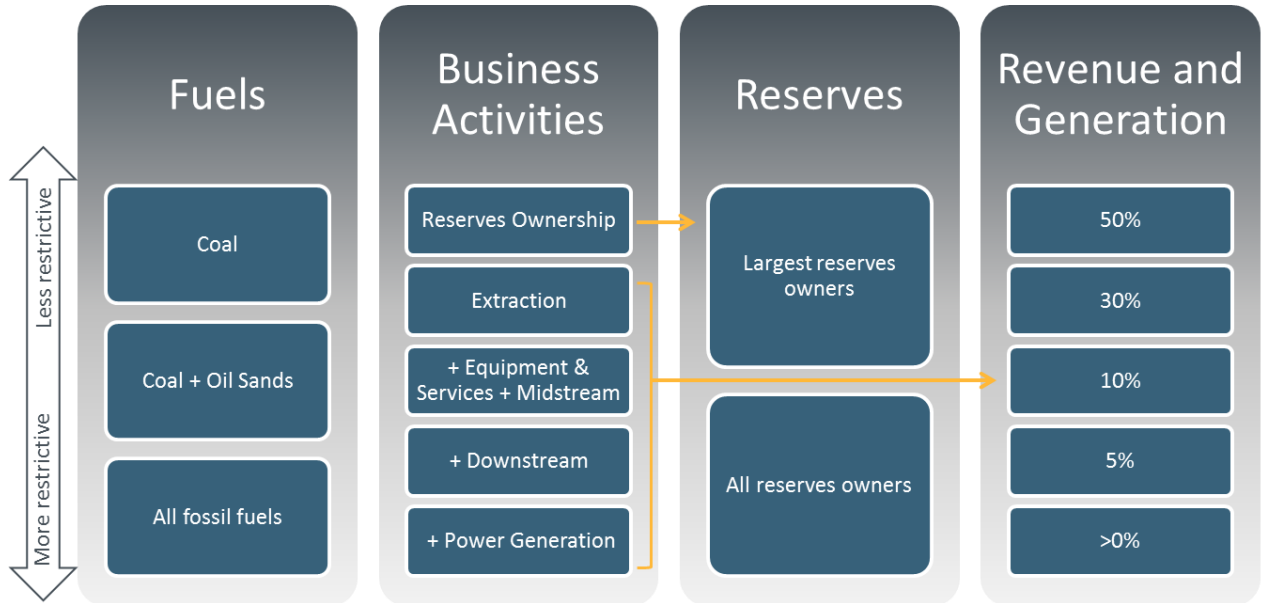 Less restrictive
More restrictive
Fuels
Coal
Coal + Oil Sands
All fossil fuels
Business
Activities
Reserves Ownership
Extraction
+ Equipment &
Services + Midstream
+ Downstream
+ Power Generation
Reserves
Largest reserves
owners
All reserves owners
Revenue and
Generation
50%
30%
10%
5%
>0%